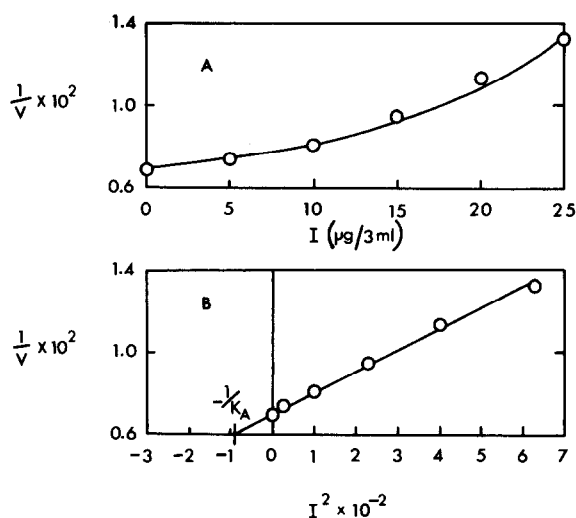 1.4
A
1/V × 10²
1.0
0.6
0 5 10 15 20 25
I (µg/3 ml)
1.4
B
1/V × 10²
1.0
-1/K_A
0.6
-3 -2 -1 0 1 2 3 4 5 6 7
I² × 10⁻²